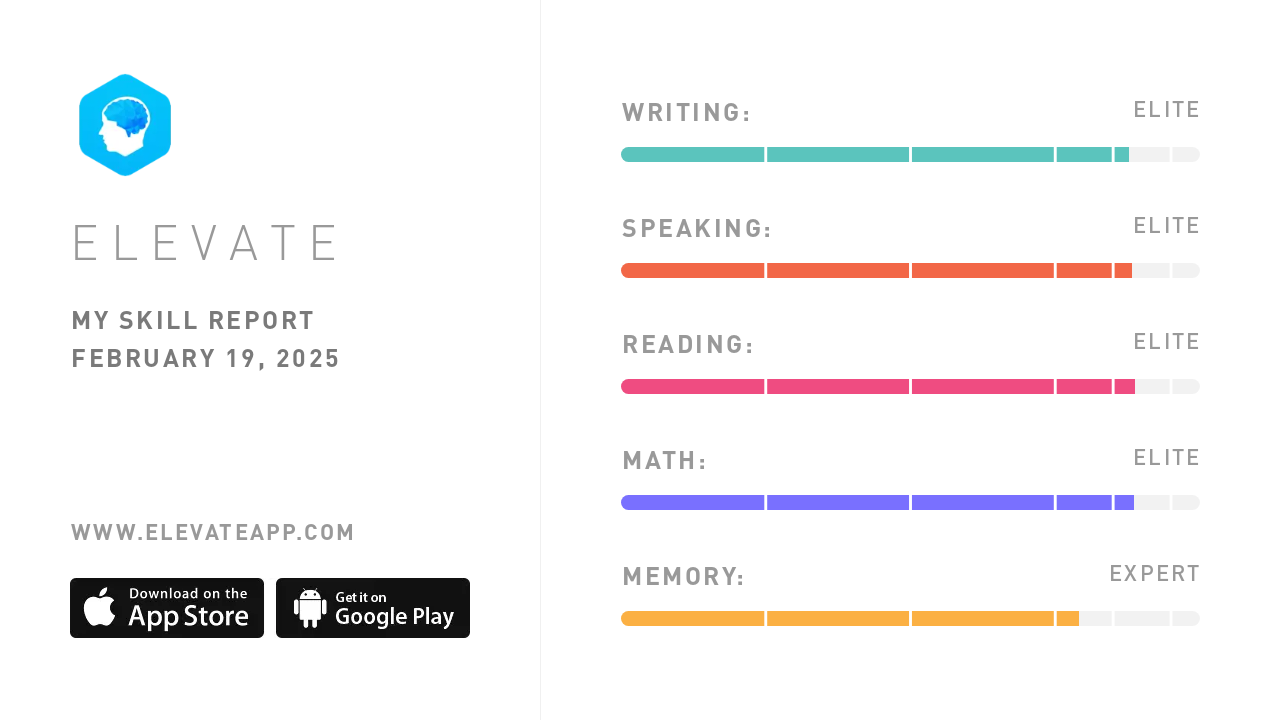 ELEVATE
MY SKILL REPORT
FEBRUARY 19, 2025
WWW.ELEVATEAPP.COM
Download on the
App Store
Get it on
Google Play
WRITING:
ELITE
SPEAKING:
ELITE
READING:
ELITE
MATH:
ELITE
MEMORY:
EXPERT